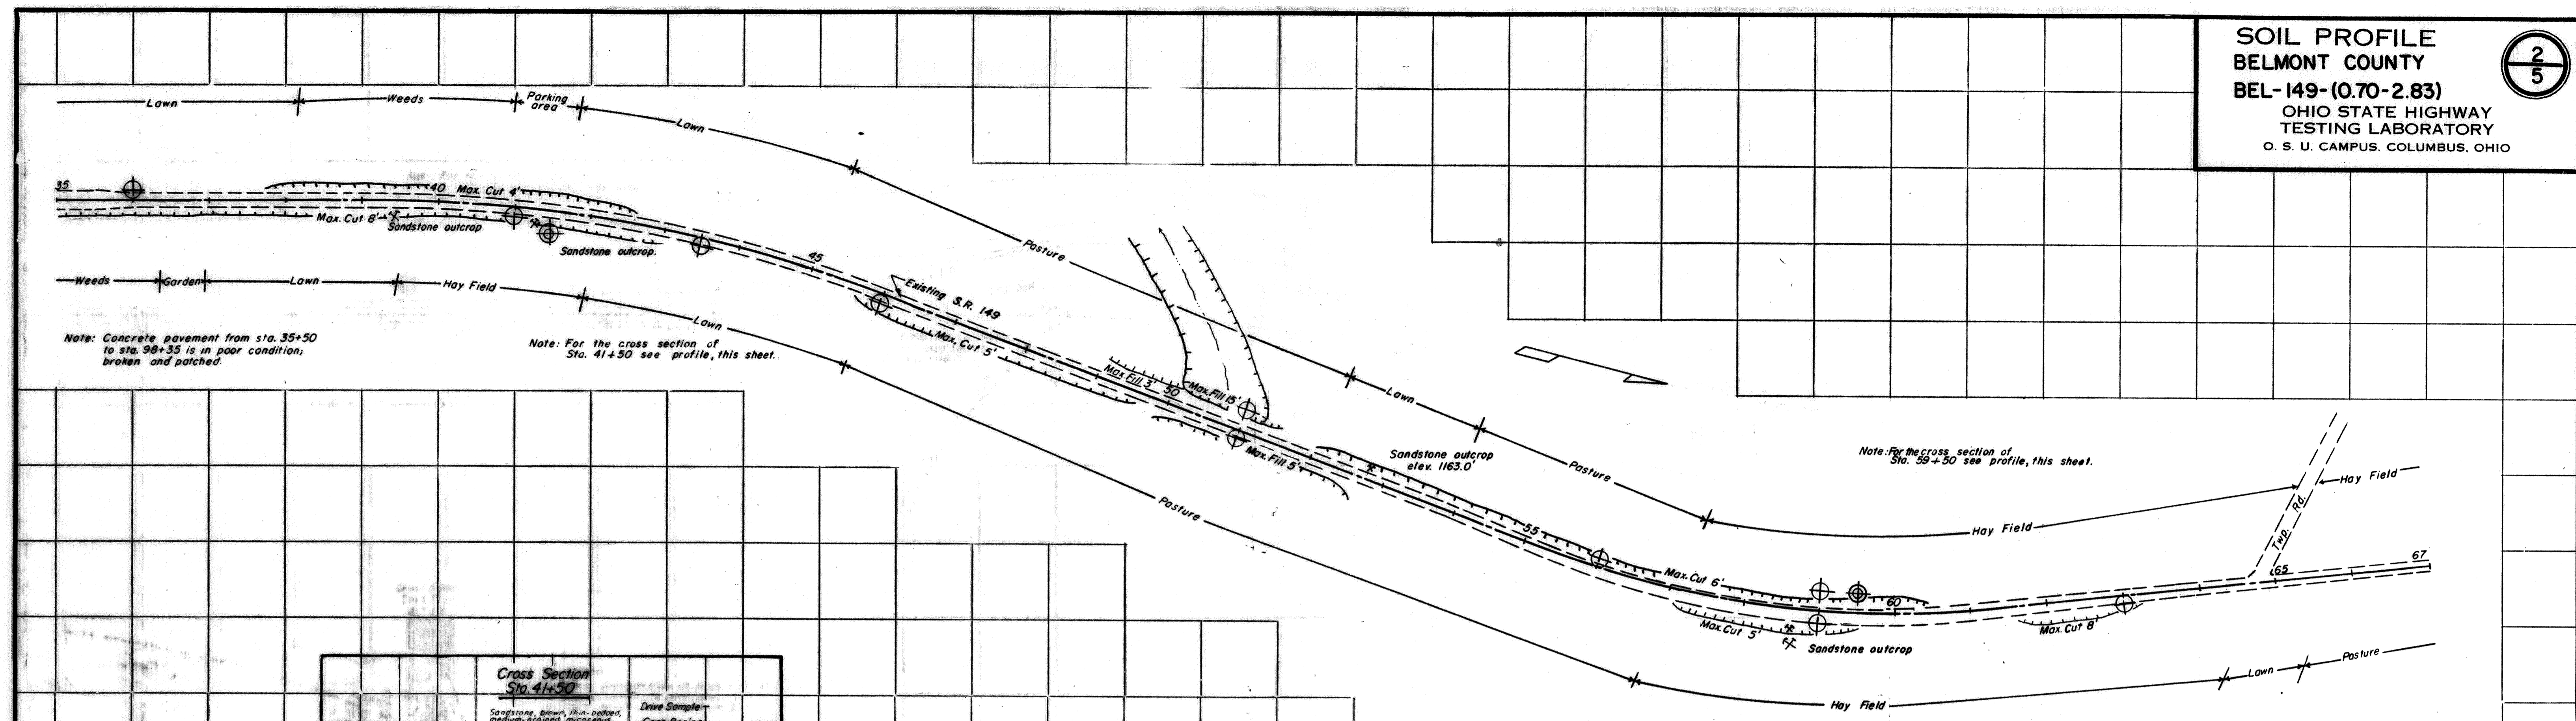 SOIL PROFILE
BELMONT COUNTY
BEL-149-(0.70-2.83)
OHIO STATE HIGHWAY
TESTING LABORATORY
O. S. U. CAMPUS. COLUMBUS, OHIO
2
5
Lawn
Weeds
Parking
area
Lawn
Pasture
Lawn
Pasture
Hay Field
Hay Field
35
40
Max. Cut 4'
Max. Cut 8'
Sandstone outcrop
Sandstone outcrop.
45
Existing S.R. 149
Max. Cut 5'
Max. Fill 3'
50
Max. Fill 15'
Max. Fill 5'
Sandstone outcrop
elev. 1163.0'
55
Max. Cut 6'
Max. Cut 5'
60
Sandstone outcrop
Max. Cut 8'
Twp. Rd.
65
67
Weeds
Garden
Lawn
Hay Field
Lawn
Pasture
Hay Field
Lawn
Pasture
Note: Concrete pavement from sta. 35+50
to sta. 98+35 is in poor condition;
broken and patched.
Note: For the cross section of
Sta. 41+50 see profile, this sheet.
Note: For the cross section of
Sta. 59+50 see profile, this sheet.
Cross Section
Sta. 41+50
Sandstone, brown, thin-bedded,
medium-grained, micaceous
Drive Sample